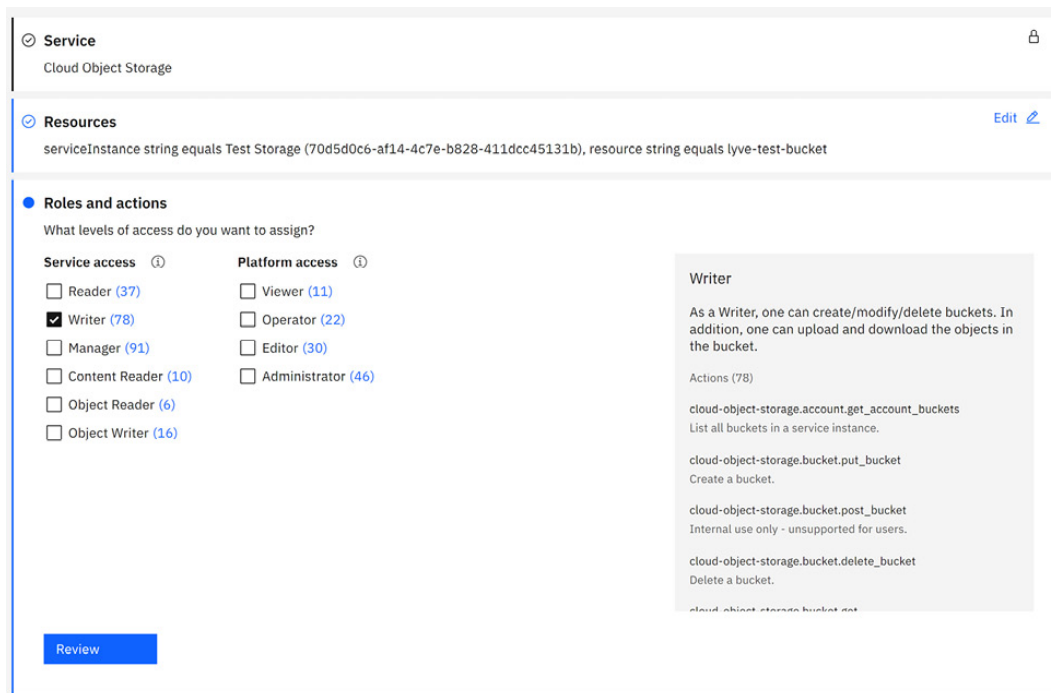 Service
Cloud Object Storage
Resources
Edit
serviceInstance string equals Test Storage (70d5d0c6-af14-4c7e-b828-411dcc45131b), resource string equals lyve-test-bucket
Roles and actions
What levels of access do you want to assign?
Service access
Reader (37)
Writer (78)
Manager (91)
Content Reader (10)
Object Reader (6)
Object Writer (16)
Platform access
Viewer (11)
Operator (22)
Editor (30)
Administrator (46)
Writer
As a Writer, one can create/modify/delete buckets. In
addition, one can upload and download the objects in
the bucket.
Actions (78)
cloud-object-storage.account.get_account_buckets
List all buckets in a service instance.
cloud-object-storage.bucket.put_bucket
Create a bucket.
cloud-object-storage.bucket.post_bucket
Internal use only - unsupported for users.
cloud-object-storage.bucket.delete_bucket
Delete a bucket.
cloud-object-storage.bucket.get
Review